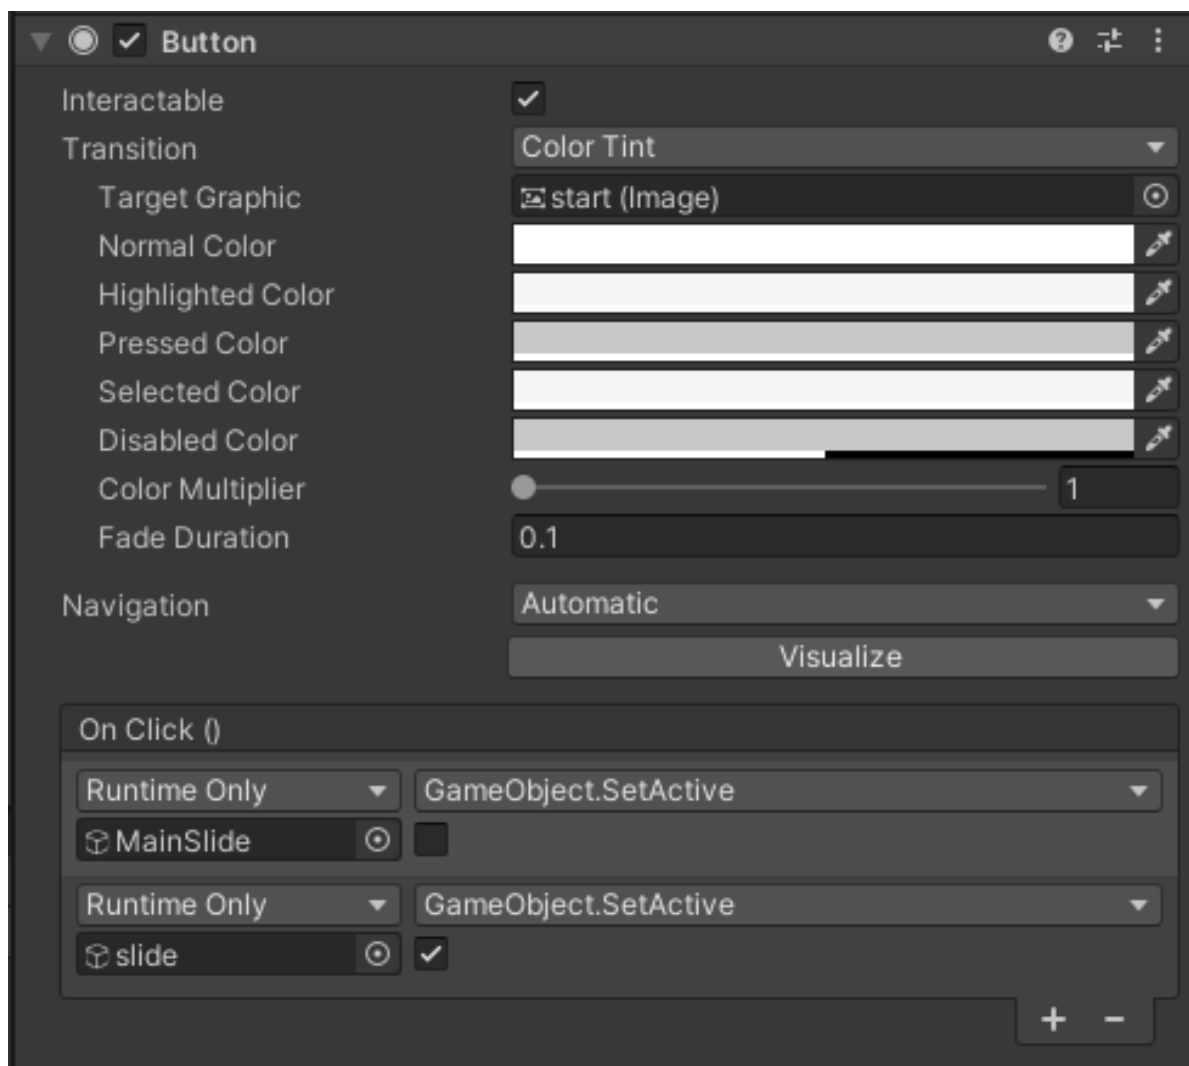 Button
Interactable
Transition Color Tint
Target Graphic start (Image)
Normal Color
Highlighted Color
Pressed Color
Selected Color
Disabled Color
Color Multiplier 1
Fade Duration 0.1
Navigation Automatic
Visualize
On Click ()
Runtime Only GameObject.SetActive
MainSlide
Runtime Only GameObject.SetActive
slide